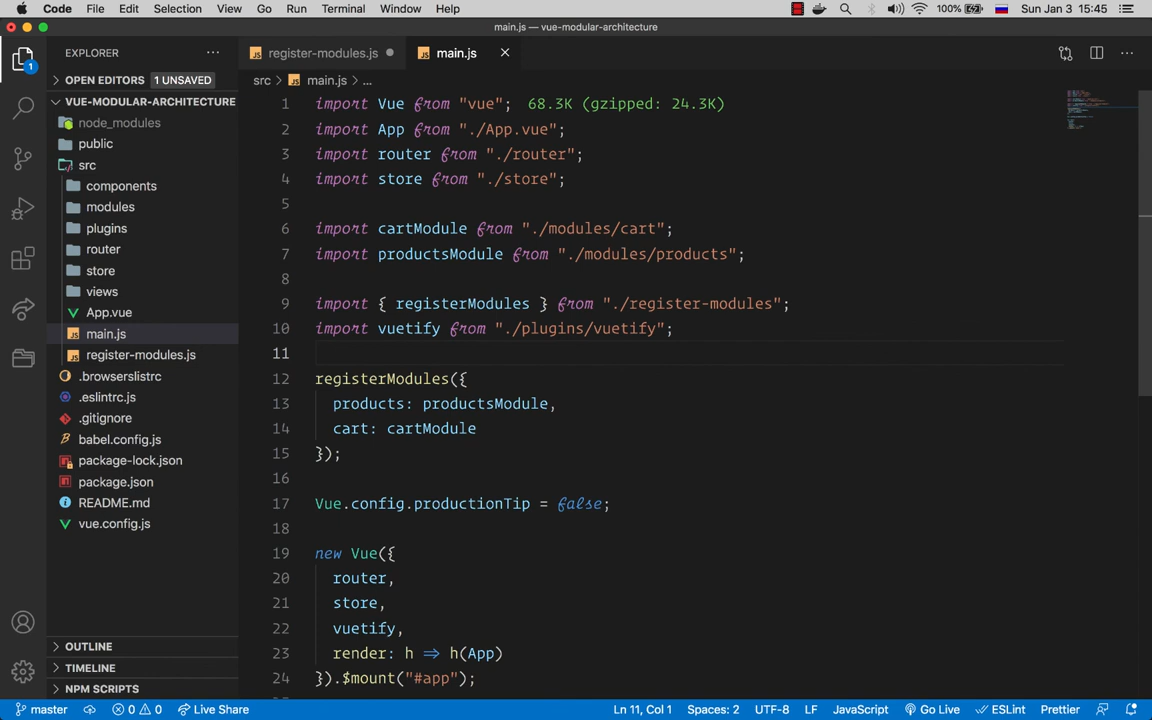 Code File Edit Selection View Go Run Terminal Window Help 100% Sun Jan 3 15:45
main.js — vue-modular-architecture
EXPLORER ···
register-modules.js
main.js
1
OPEN EDITORS 1 UNSAVED
src > main.js > ...
VUE-MODULAR-ARCHITECTURE
node_modules
public
src
components
modules
plugins
router
store
views
App.vue
main.js
register-modules.js
.browserslistrc
.eslintrc.js
.gitignore
babel.config.js
package-lock.json
package.json
README.md
vue.config.js
OUTLINE
TIMELINE
NPM SCRIPTS
1 import Vue from "vue"; 68.3K (gzipped: 24.3K)
2 import App from "./App.vue";
3 import router from "./router";
4 import store from "./store";
5
6 import cartModule from "./modules/cart";
7 import productsModule from "./modules/products";
8
9 import { registerModules } from "./register-modules";
10 import vuetify from "./plugins/vuetify";
11
12 registerModules({
13 products: productsModule,
14 cart: cartModule
15 });
16
17 Vue.config.productionTip = false;
18
19 new Vue({
20 router,
21 store,
22 vuetify,
23 render: h => h(App)
24 }).$mount("#app");
master 0 0 Live Share Ln 11, Col 1 Spaces: 2 UTF-8 LF JavaScript Go Live ESLint Prettier